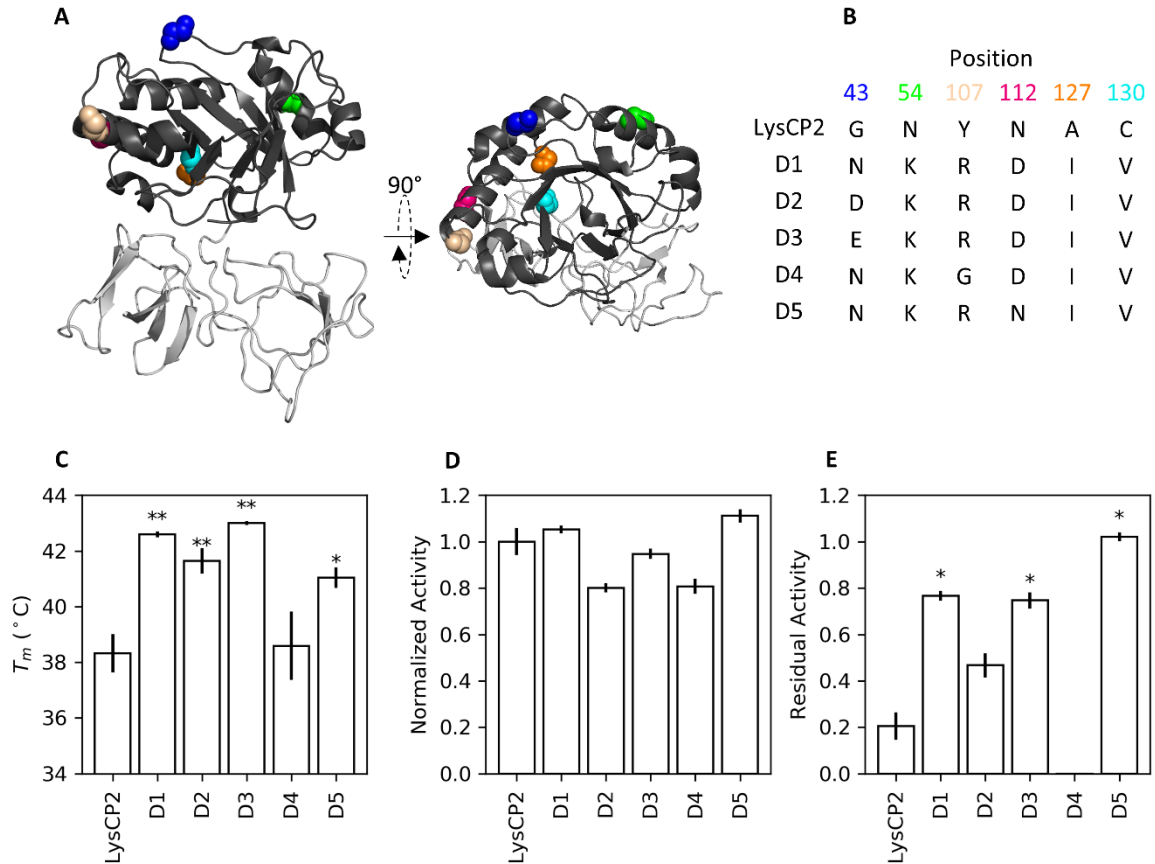 A
B
90°
Position
43 54 107 112 127 130
LysCP2 G N Y N A C
D1 N K R D I V
D2 D K R D I V
D3 E K R D I V
D4 N K G D I V
D5 N K R N I V
C
44
42
40
38
36
34
Tm (°C)
**
**
**
*
LysCP2
D1
D2
D3
D4
D5
D
1.2
1.0
0.8
0.6
0.4
0.2
0.0
Normalized Activity
LysCP2
D1
D2
D3
D4
D5
E
1.2
1.0
0.8
0.6
0.4
0.2
0.0
Residual Activity
*
*
*
LysCP2
D1
D2
D3
D4
D5